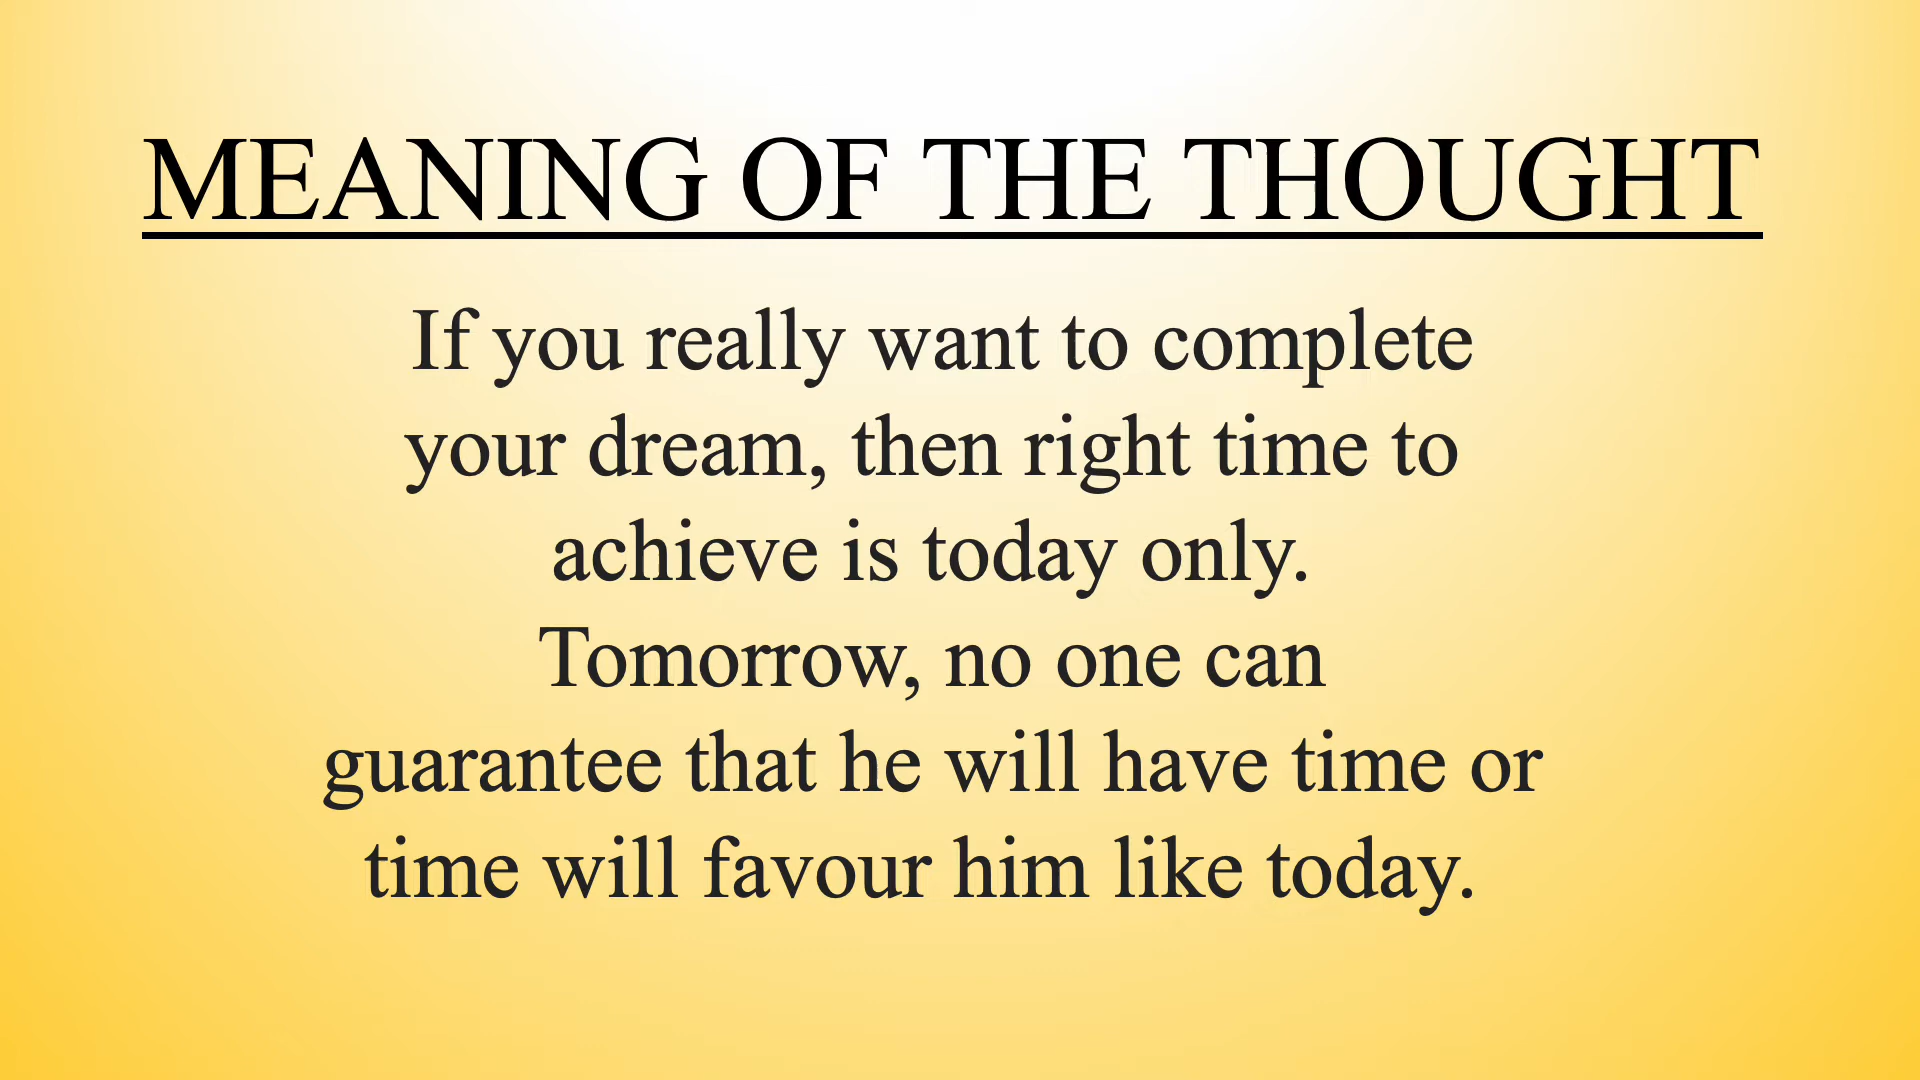 MEANING OF THE THOUGHT
If you really want to complete
your dream, then right time to
achieve is today only.
Tomorrow, no one can
guarantee that he will have time or
time will favour him like today.